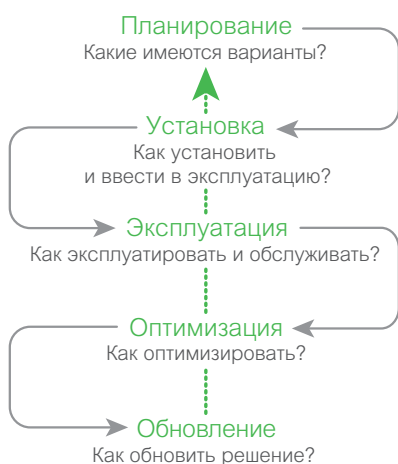 Планирование
Какие имеются варианты?
Установка
Как установить
и ввести в эксплуатацию?
Эксплуатация
Как эксплуатировать и обслуживать?
Оптимизация
Как оптимизировать?
Обновление
Как обновить решение?